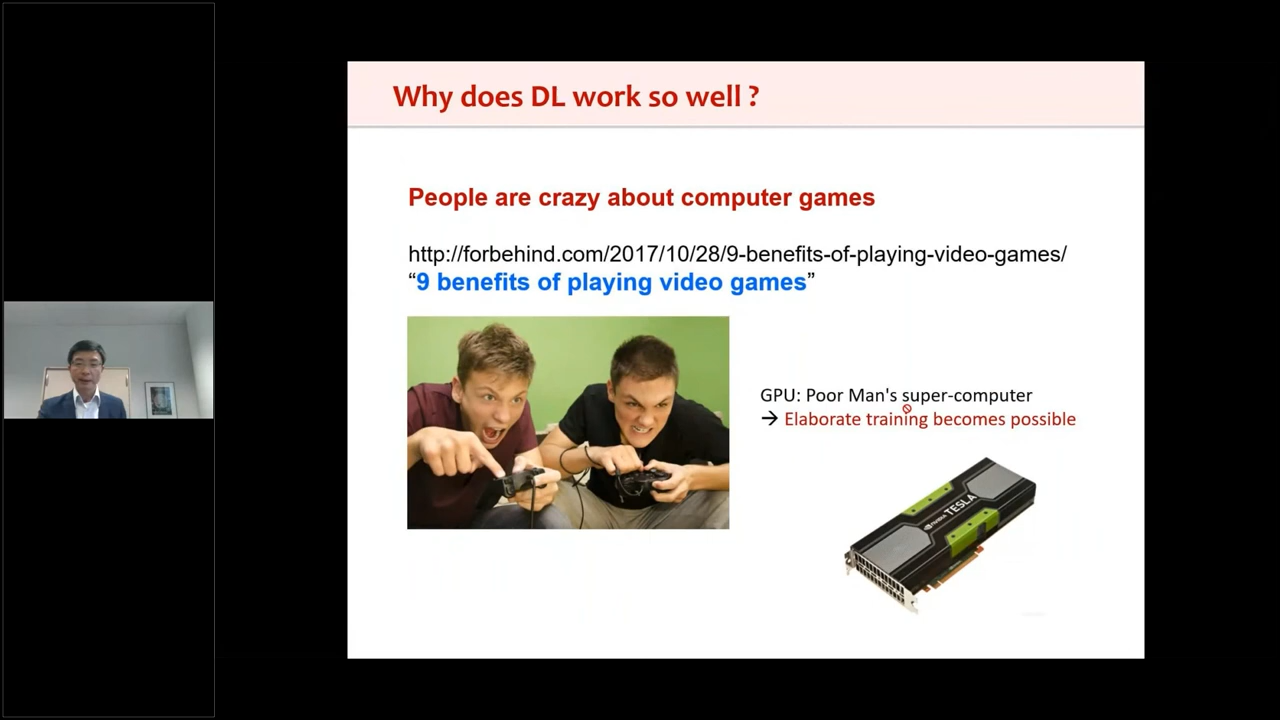 Why does DL work so well ?
People are crazy about computer games
http://forbehind.com/2017/10/28/9-benefits-of-playing-video-games/
“9 benefits of playing video games”
GPU: Poor Man's super-computer
→ Elaborate training becomes possible
NVIDIA TESLA